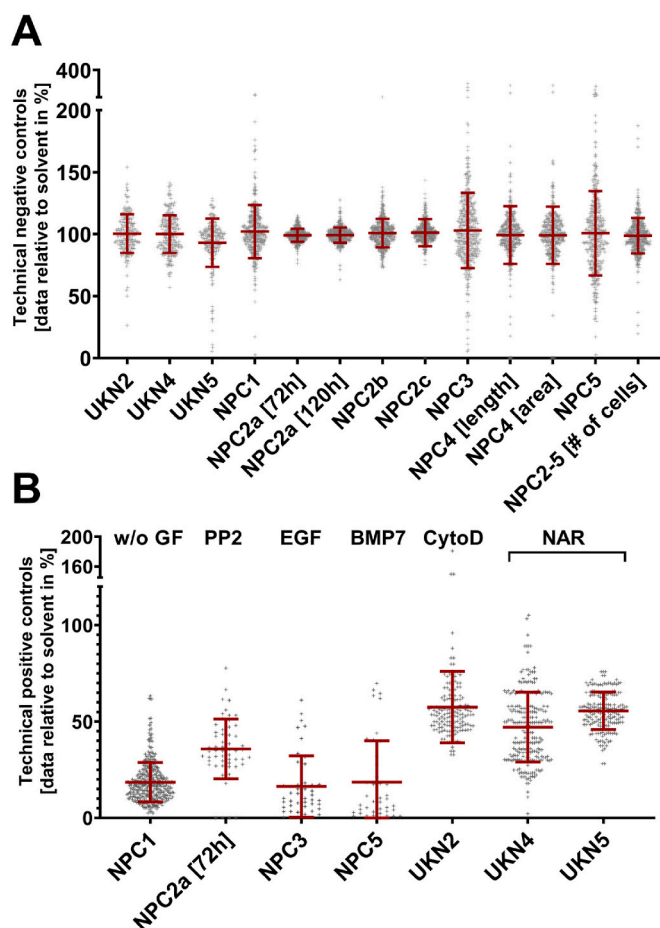 A
Technical negative controls
[data relative to solvent in %]
400
200
150
100
50
0
UKN2
UKN4
UKN5
NPC1
NPC2a [72h]
NPC2a [120h]
NPC2b
NPC2c
NPC3
NPC4 [length]
NPC4 [area]
NPC5
NPC2-5 [# of cells]
B
Technical positive controls
[data relative to solvent in %]
200
160
100
50
0
w/o GF PP2 EGF BMP7 CytoD NAR
NPC1
NPC2a [72h]
NPC3
NPC5
UKN2
UKN4
UKN5